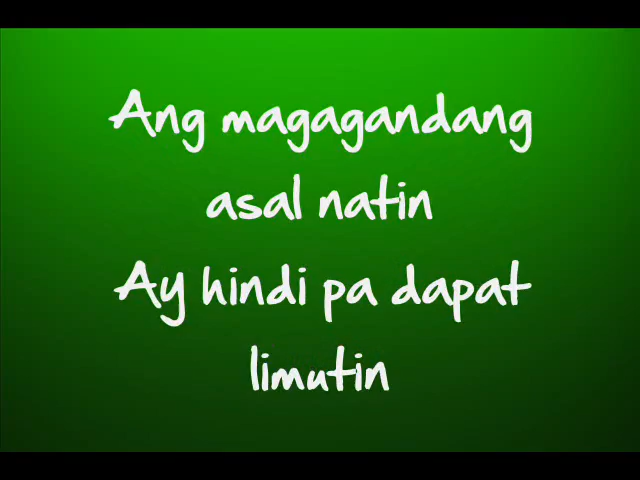 Ang magagandang
asal natin
Ay hindi pa dapat
limutin